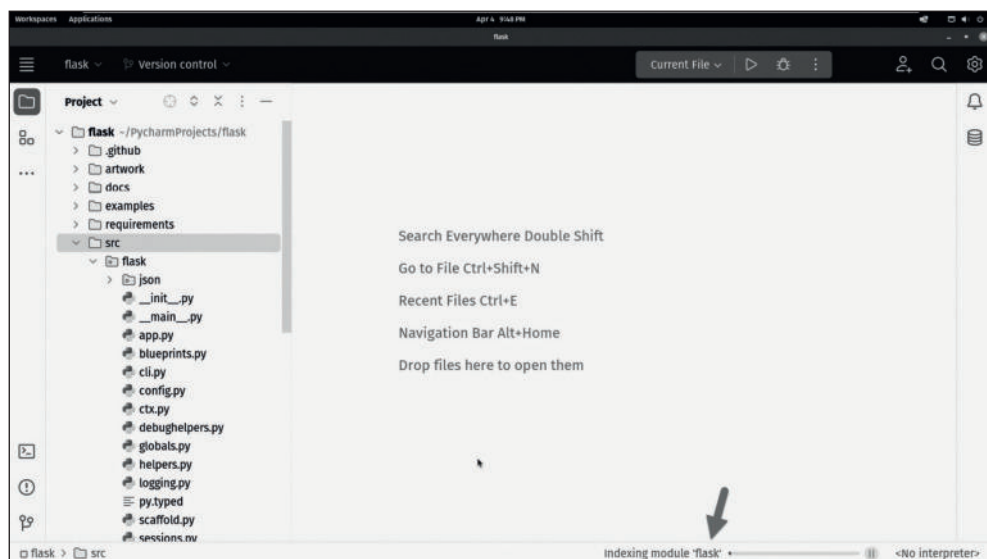 Workspaces Applications Apr 4 9:48 PM
flask
flask Version control Current File
Project
flask ~/PycharmProjects/flask
.github
artwork
docs
examples
requirements
src
flask
json
__init__.py
__main__.py
app.py
blueprints.py
cli.py
config.py
ctx.py
debughelpers.py
globals.py
helpers.py
logging.py
py.typed
scaffold.py
sessions.py
Search Everywhere Double Shift
Go to File Ctrl+Shift+N
Recent Files Ctrl+E
Navigation Bar Alt+Home
Drop files here to open them
flask > src Indexing module 'flask' <No interpreter>